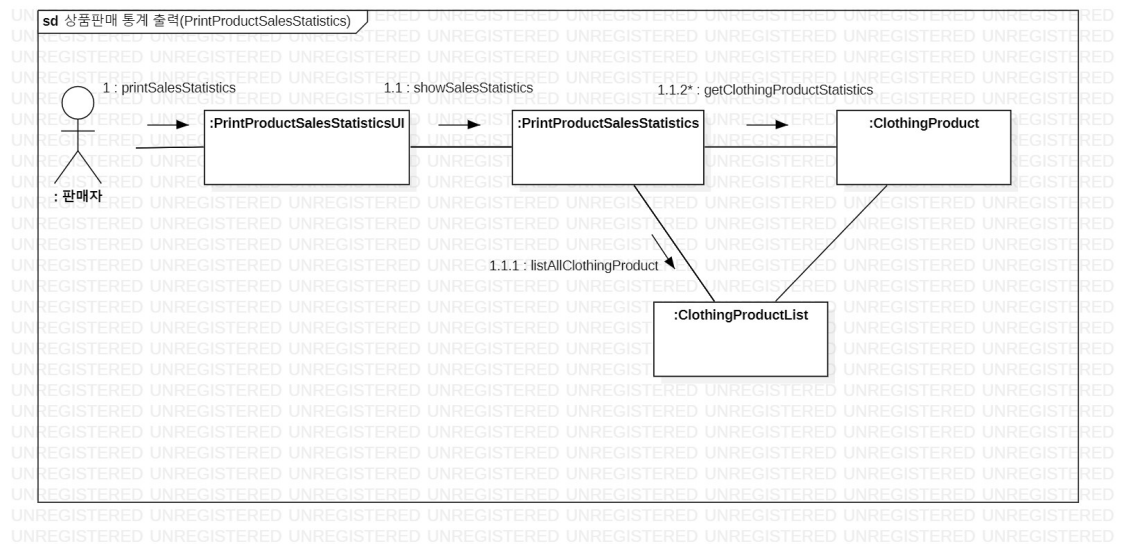 sd 상품판매 통계 출력(PrintProductSalesStatistics)
1 : printSalesStatistics
1.1 : showSalesStatistics
1.1.2* : getClothingProductStatistics
:PrintProductSalesStatisticsUI
:PrintProductSalesStatistics
:ClothingProduct
: 판매자
1.1.1 : listAllClothingProduct
:ClothingProductList
UNREGISTERED